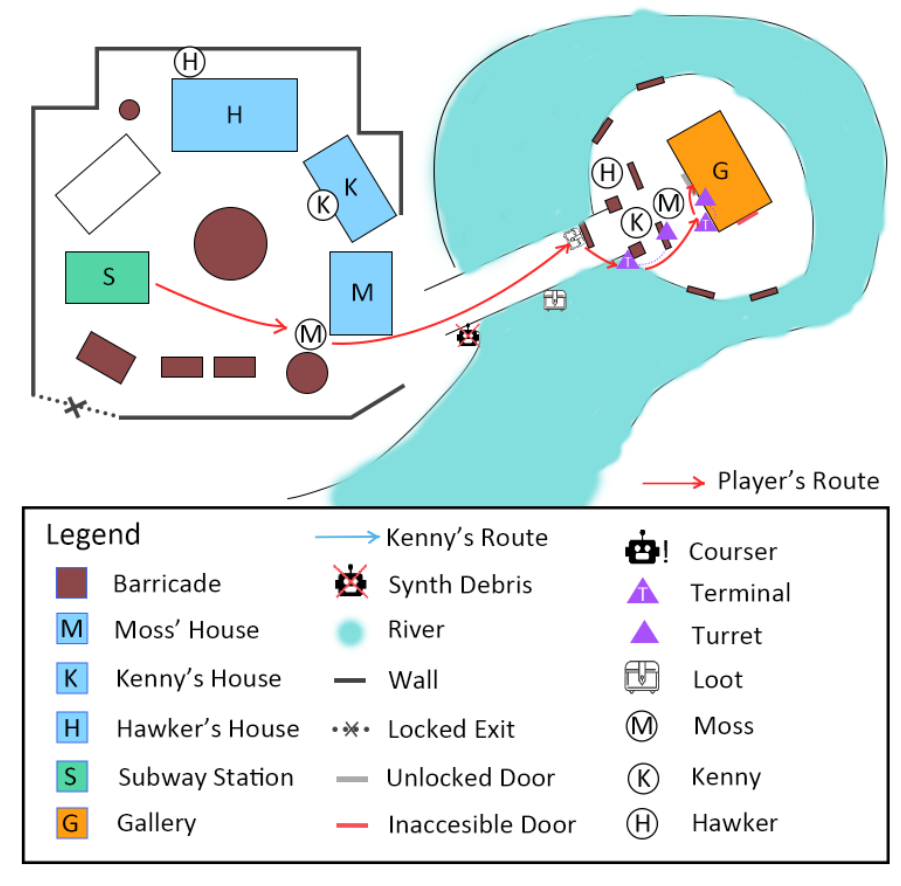 H
H
K
K
S
M
M
G
H
M
K
T
T
Player's Route
Legend
Kenny's Route
Courser
Barricade
Synth Debris
T Terminal
M Moss' House
River
Turret
K Kenny's House
Wall
Loot
H Hawker's House
Locked Exit
M Moss
S Subway Station
Unlocked Door
K Kenny
G Gallery
Inaccesible Door
H Hawker